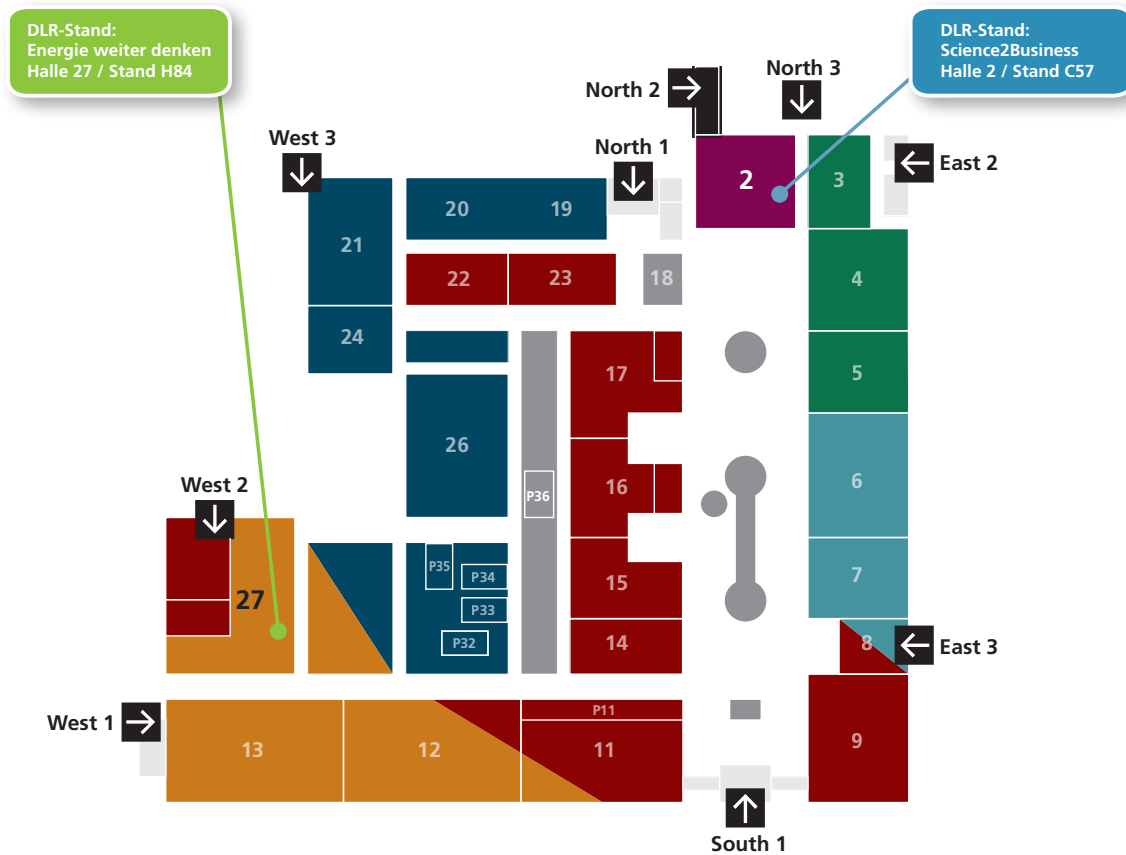 DLR-Stand:
Energie weiter denken
Halle 27 / Stand H84
DLR-Stand:
Science2Business
Halle 2 / Stand C57
North 3
North 2
West 3
North 1
East 2
2
3
20
19
21
22
23
18
4
24
17
5
26
6
16
P36
West 2
27
P35
P34
P33
P32
15
7
14
8
East 3
West 1
13
12
P11
11
9
South 1